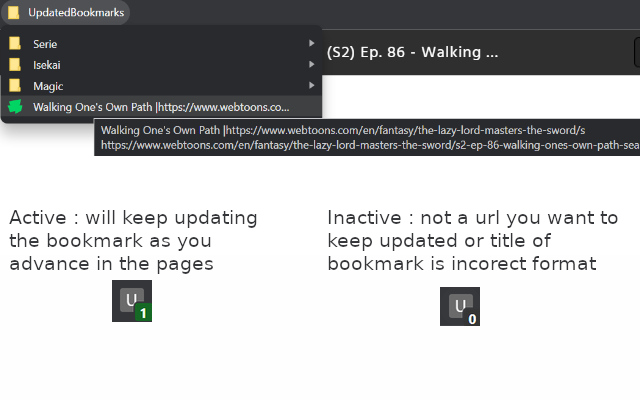 UpdatedBookmarks
Serie
Isekai
Magic
Walking One's Own Path |https://www.webtoons.co...
(S2) Ep. 86 - Walking ...
Walking One's Own Path |https://www.webtoons.com/en/fantasy/the-lazy-lord-masters-the-sword/s
https://www.webtoons.com/en/fantasy/the-lazy-lord-masters-the-sword/s2-ep-86-walking-ones-own-path-sea
Active : will keep updating
the bookmark as you
advance in the pages
U
1
Inactive : not a url you want to
keep updated or title of
bookmark is incorect format
U
0